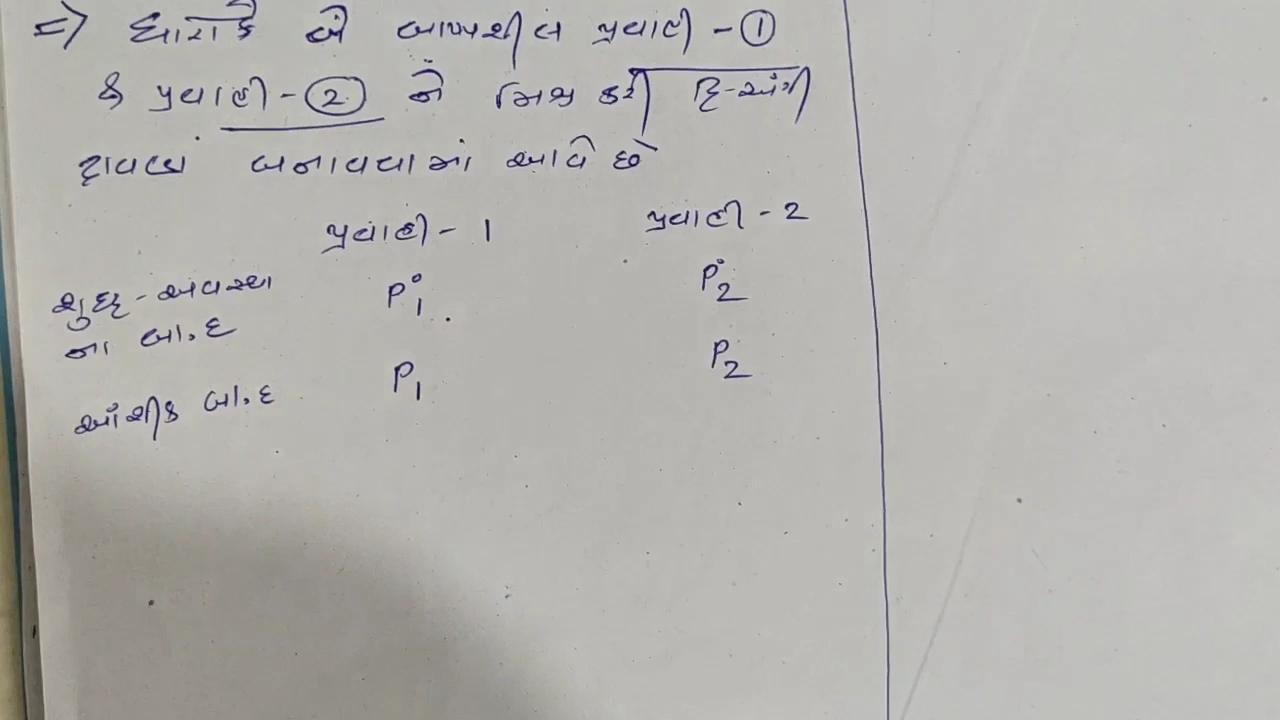 => ધારોકે બે બાષ્પશીલ પ્રવાહી - ①
કે પ્રવાહી - ② ને મિશ્ર કરી દ્વિ-અંગી
દ્રાવણ બનાવવામાં આવે છે
પ્રવાહી - 1 પ્રવાહી - 2
શુદ્ધ - અવસ્થા
ના બા.દ P°₁ P°₂
આંશીક બા.દ P₁ P₂